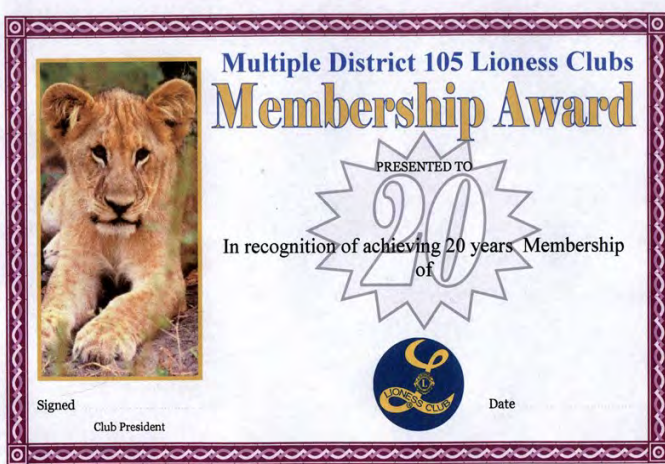 Multiple District 105 Lioness Clubs
Membership Award
PRESENTED TO
20
In recognition of achieving 20 years Membership
of
L
LIONESS CLUB
Signed
Date
Club President